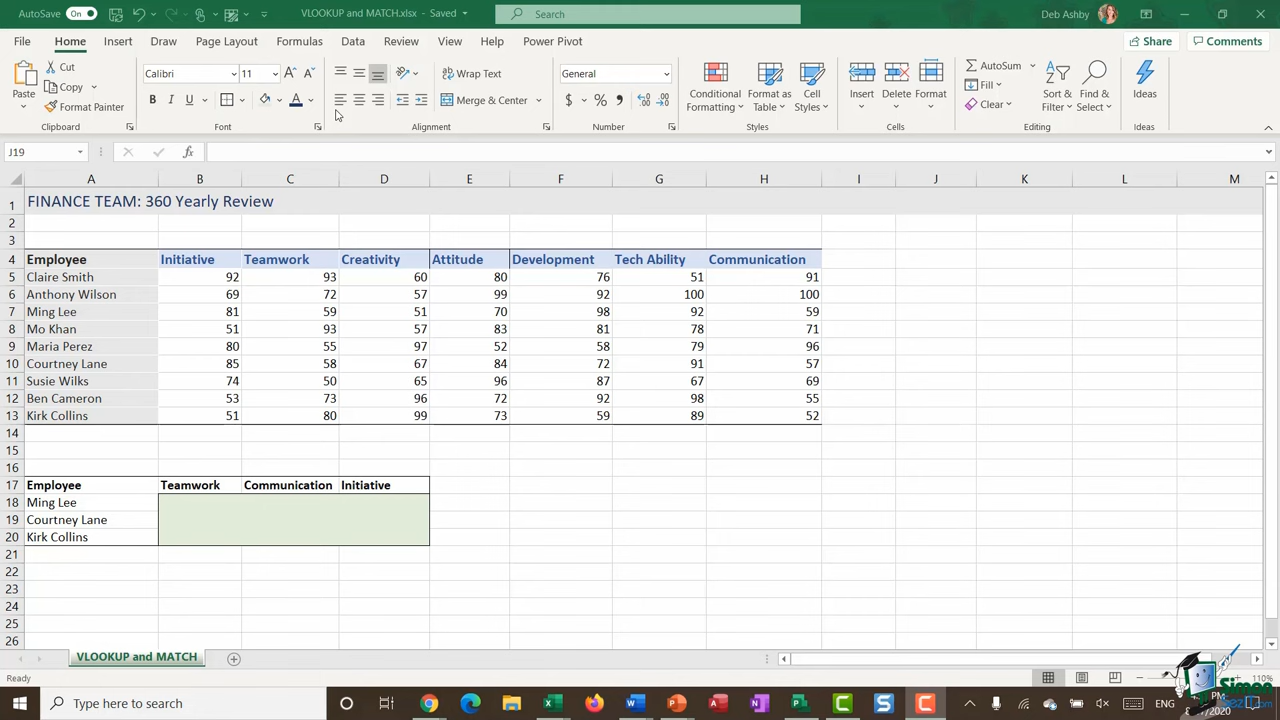 AutoSave On VLOOKUP and MATCH.xlsx - Saved Search Deb Ashby
File Home Insert Draw Page Layout Formulas Data Review View Help Power Pivot Share Comments
Paste Cut Copy Format Painter Clipboard
Calibri 11 B I U A Font
Wrap Text Merge & Center Alignment
General $ % Number
Conditional Formatting Format as Table Cell Styles Styles
Insert Delete Format Cells
AutoSum Fill Clear Sort & Filter Find & Select Editing
Ideas Ideas
J19 fx
A B C D E F G H I J K L M
1 FINANCE TEAM: 360 Yearly Review
2
3
4 Employee Initiative Teamwork Creativity Attitude Development Tech Ability Communication
5 Claire Smith 92 93 60 80 76 51 91
6 Anthony Wilson 69 72 57 99 92 100 100
7 Ming Lee 81 59 51 70 98 92 59
8 Mo Khan 51 93 57 83 81 78 71
9 Maria Perez 80 55 97 52 58 79 96
10 Courtney Lane 85 58 67 84 72 91 57
11 Susie Wilks 74 50 65 96 87 67 69
12 Ben Cameron 53 73 96 72 92 98 55
13 Kirk Collins 51 80 99 73 59 89 52
14
15
16
17 Employee Teamwork Communication Initiative
18 Ming Lee
19 Courtney Lane
20 Kirk Collins
21
22
23
24
25
26
VLOOKUP and MATCH
Ready 110%
Type here to search ENG PM
/2020
Simon